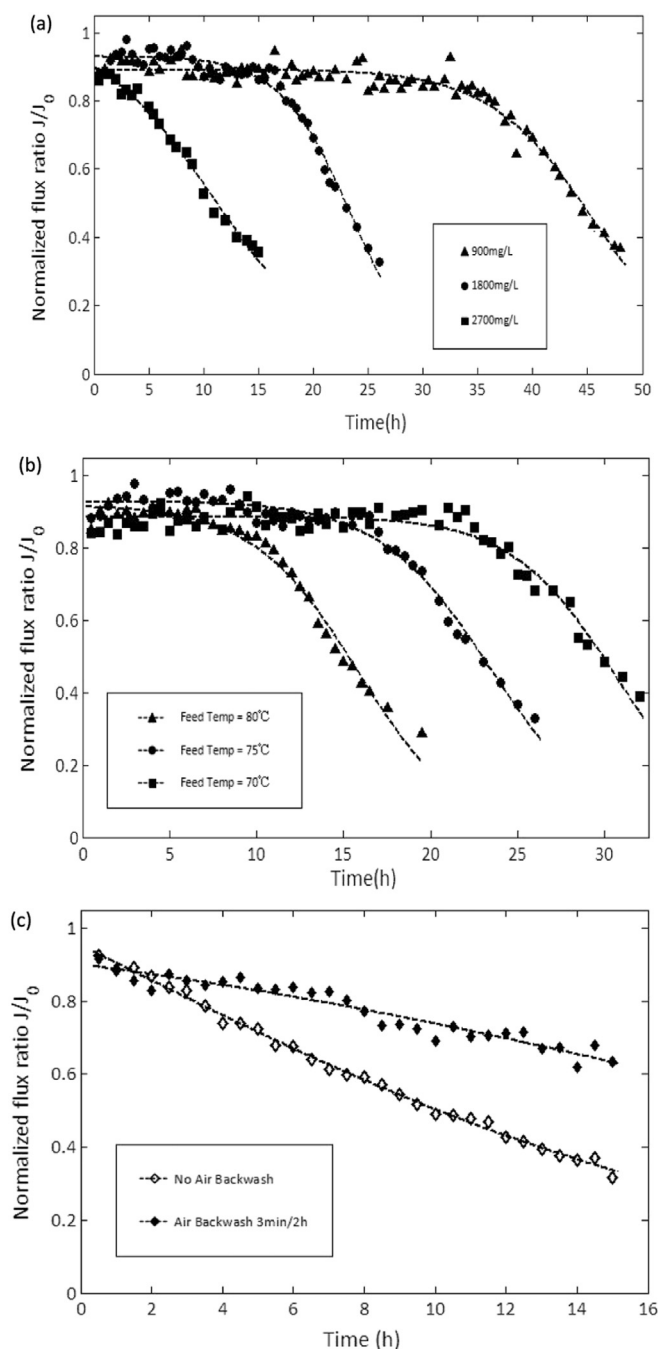 (a)
1
0.8
0.6
0.4
0.2
0
Normalized flux ratio J/J0
900mg/L
1800mg/L
2700mg/L
0 5 10 15 20 25 30 35 40 45 50
Time(h)
(b)
1
0.8
0.6
0.4
0.2
0
Normalized flux ratio J/J0
Feed Temp = 80℃
Feed Temp = 75℃
Feed Temp = 70℃
0 5 10 15 20 25 30
Time(h)
(c)
1
0.8
0.6
0.4
0.2
0
Normalized flux ratio J/J0
No Air Backwash
Air Backwash 3min/2h
0 2 4 6 8 10 12 14 16
Time (h)